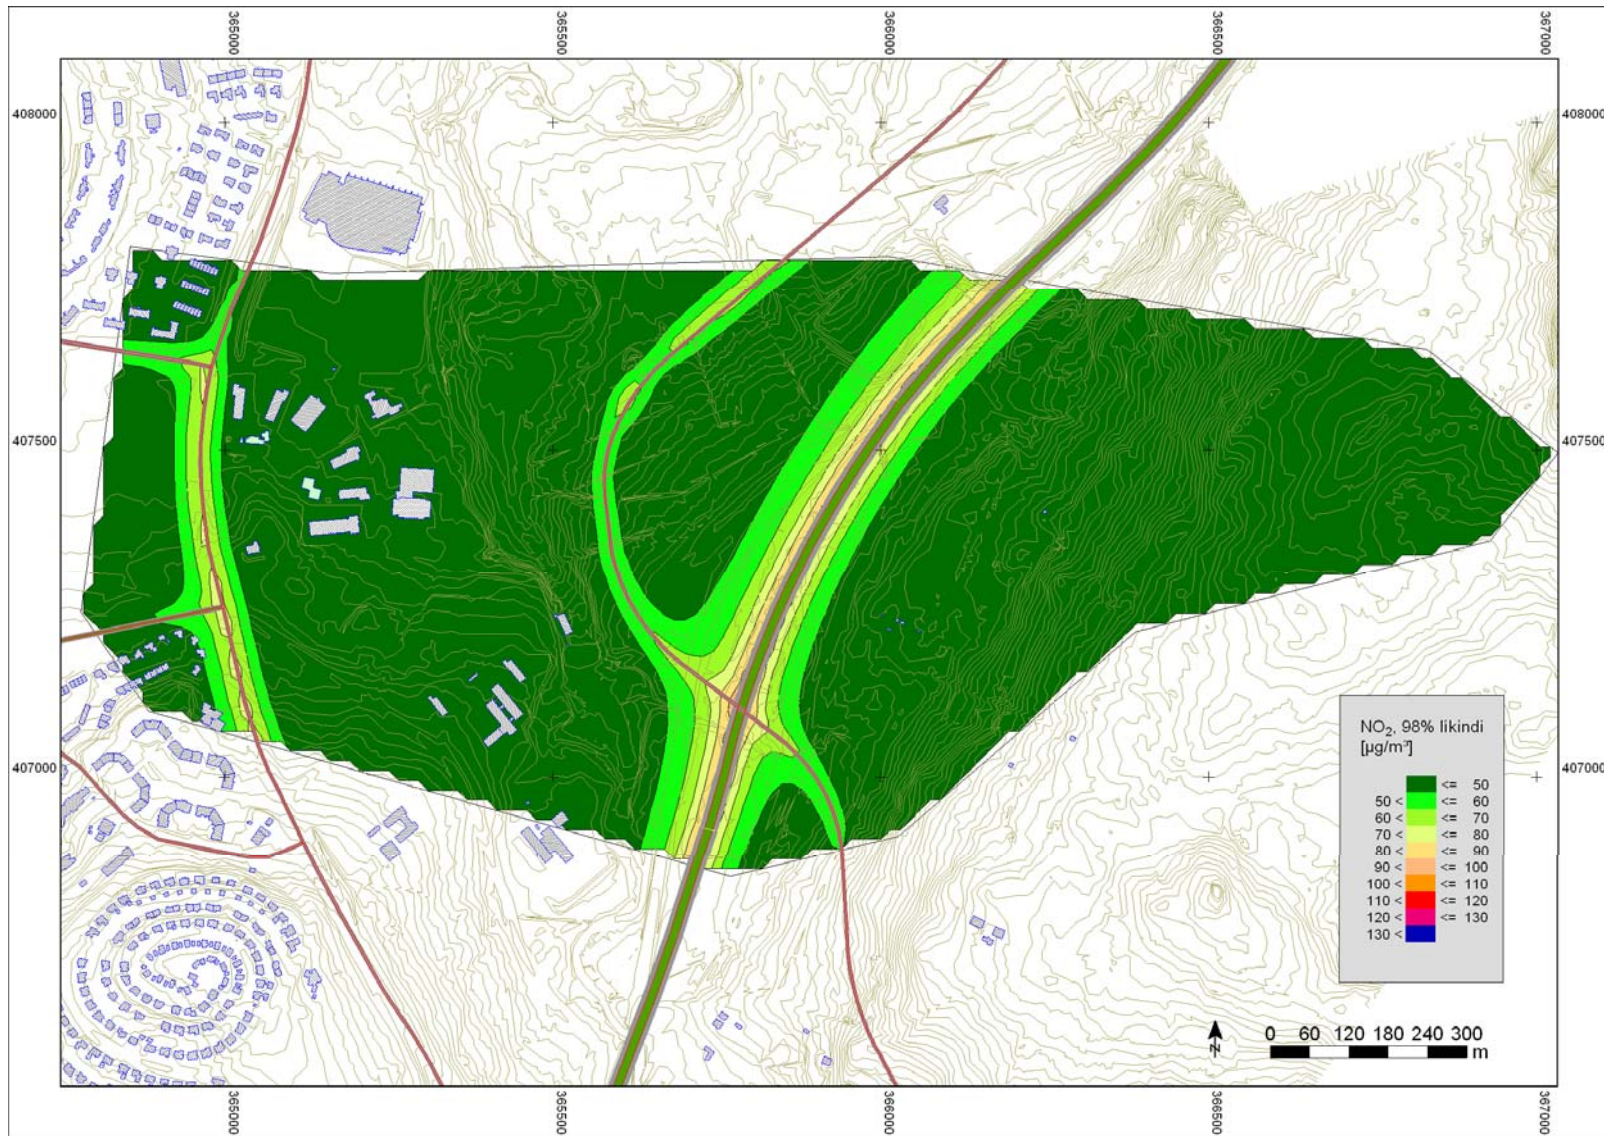 365000 365500 366000 366500 367000
408000 408000
407500 407500
407000 407000
NO₂, 98% likindi
[µg/m³]
<= 50
50 < <= 60
60 < <= 70
70 < <= 80
80 < <= 90
90 < <= 100
100 < <= 110
110 < <= 120
120 < <= 130
130 <
N
0 60 120 180 240 300
m
365000 365500 366000 366500 367000